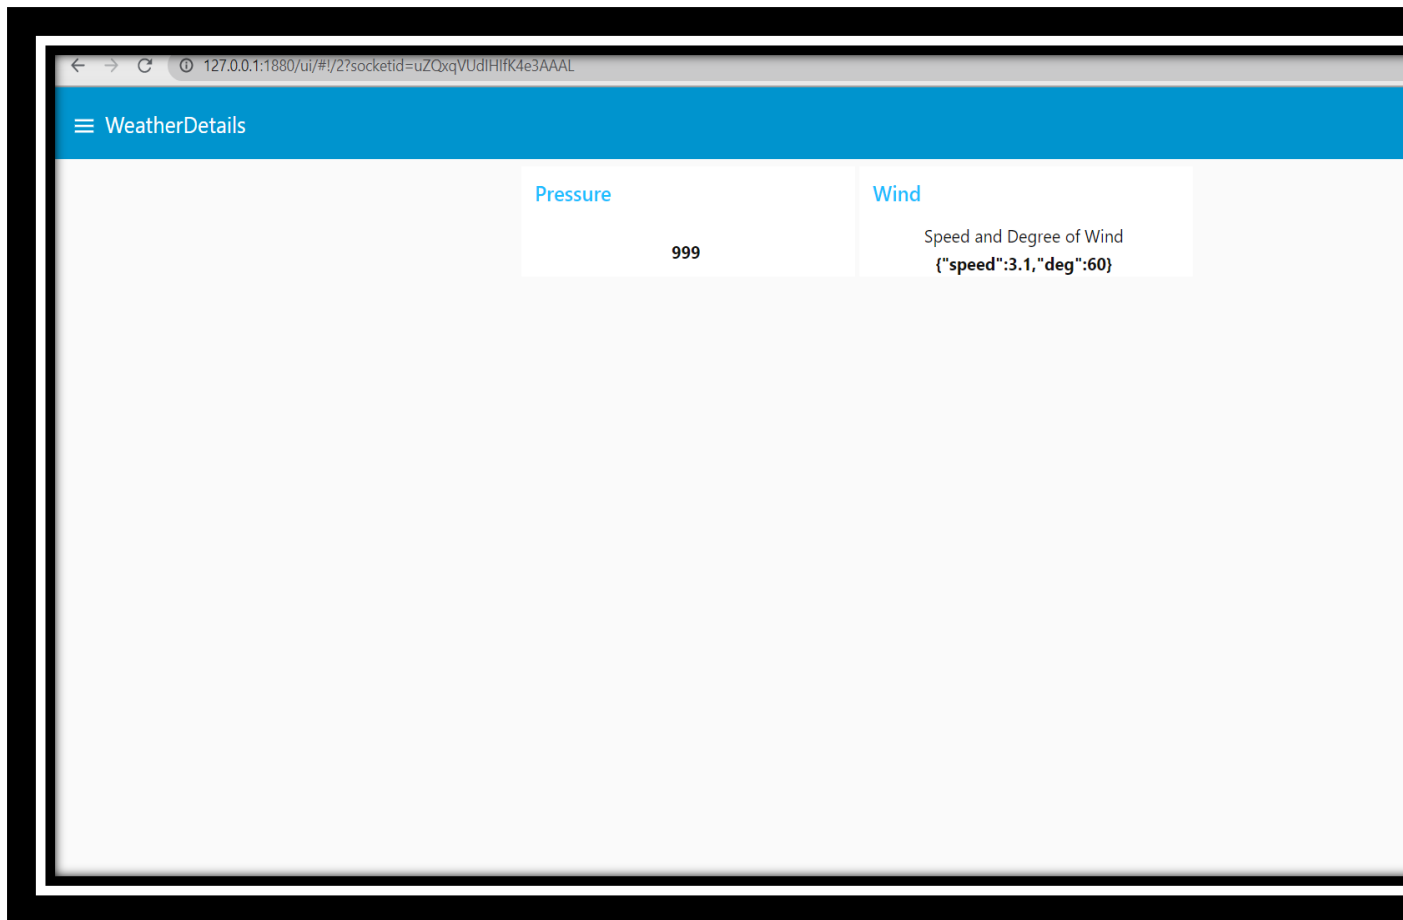 127.0.0.1:1880/ui/#!/2?socketid=uZQxqVUdIHIfK4e3AAAL
WeatherDetails
Pressure
999
Wind
Speed and Degree of Wind
{"speed":3.1,"deg":60}